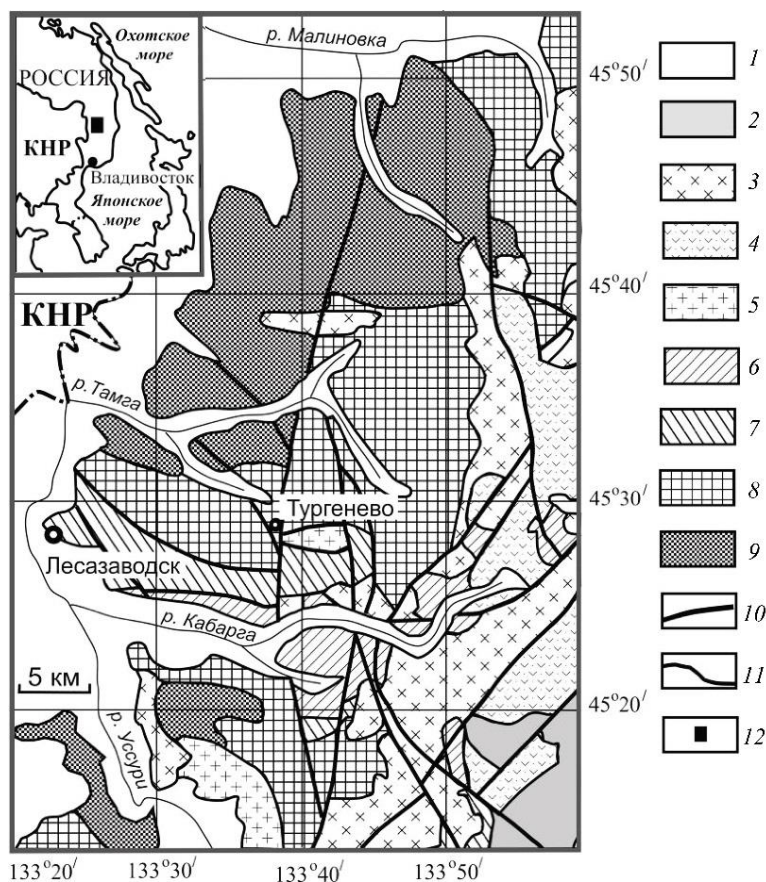 Охотское
море
РОССИЯ
КНР
Владивосток
Японское
море
р. Малиновка
КНР
р. Тамга
Тургенево
Лесазаводск
р. Кабарга
5 км
р. Уссури
45°50/
45°40/
45°30/
45°20/
133°20/ 133°30/ 133°40/ 133°50/
1
2
3
4
5
6
7
8
9
10
11
12